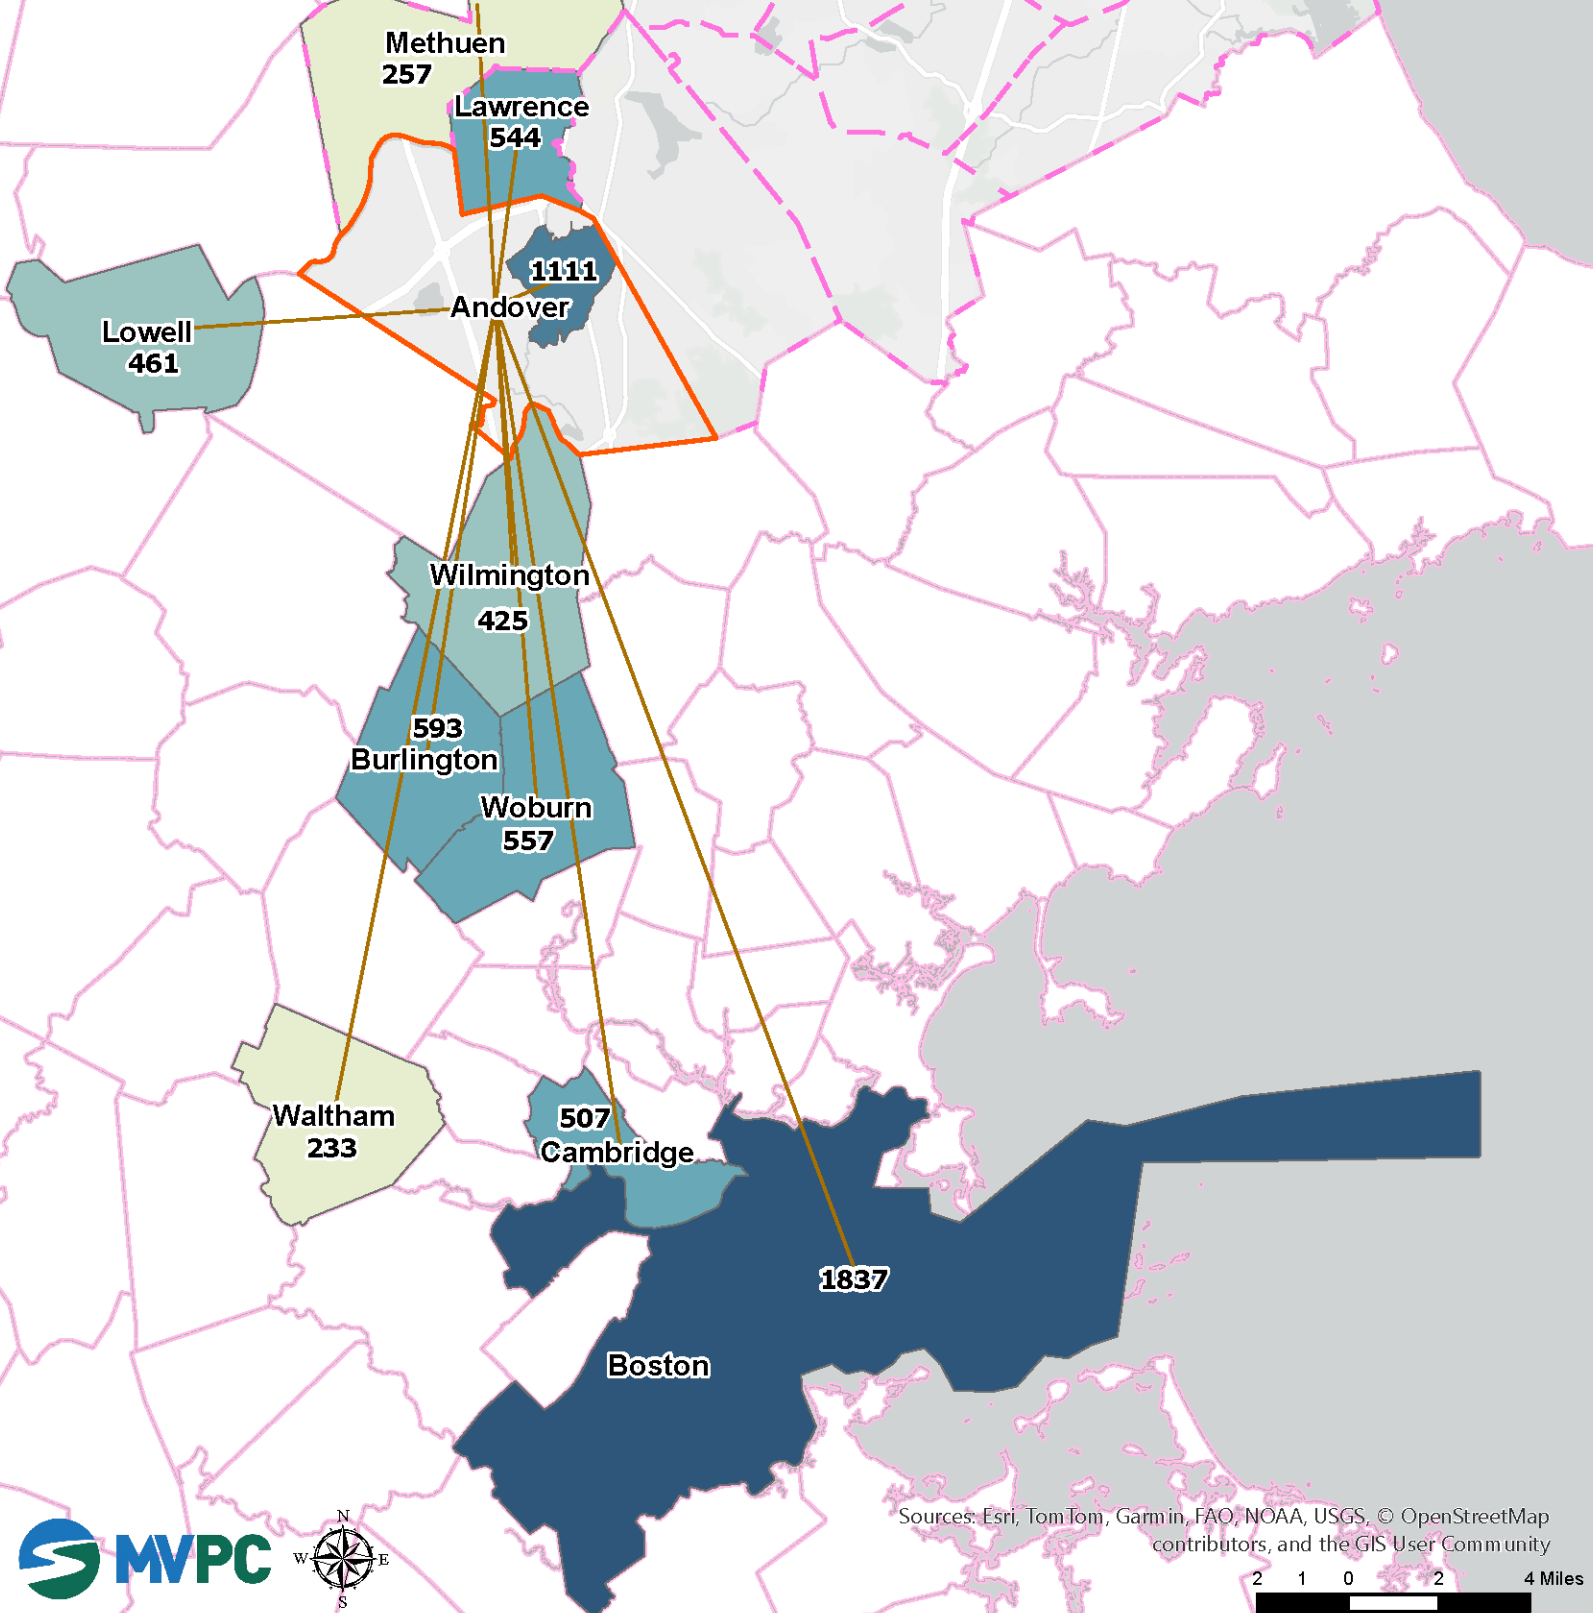 Methuen
257
Lawrence
544
1111
Andover
Lowell
461
Wilmington
425
593
Burlington
Woburn
557
Waltham
233
507
Cambridge
1837
Boston
Sources: Esri, TomTom, Garmin, FAO, NOAA, USGS, © OpenStreetMap
contributors, and the GIS User Community
MVPC
N
W E
S
2 1 0 2 4 Miles